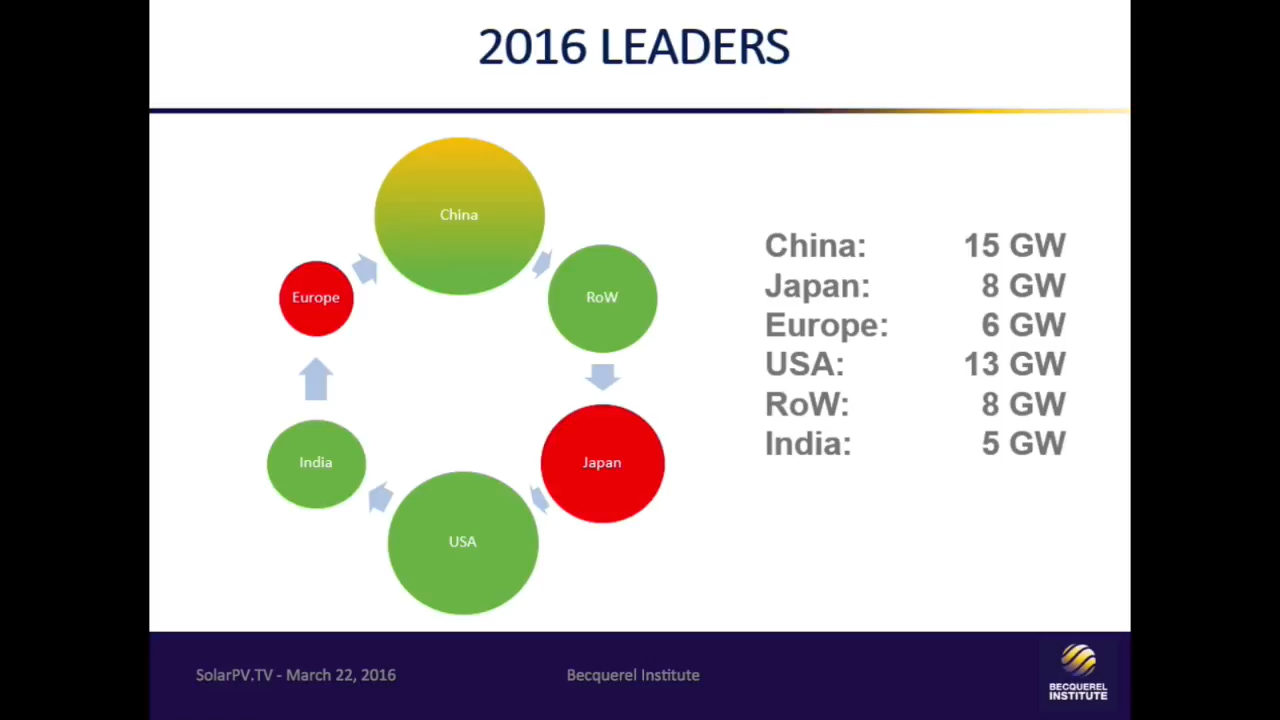 2016 LEADERS
China
RoW
Japan
USA
India
Europe
China: 15 GW
Japan: 8 GW
Europe: 6 GW
USA: 13 GW
RoW: 8 GW
India: 5 GW
SolarPV.TV - March 22, 2016
Becquerel Institute
BECQUEREL
INSTITUTE